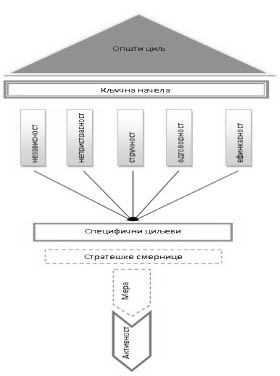 Општи циљ
Кључна начела
независност
непристрасност
стручност
одговорност
ефикасност
Специфични циљеви
Стратешке смернице
Мера
Активност